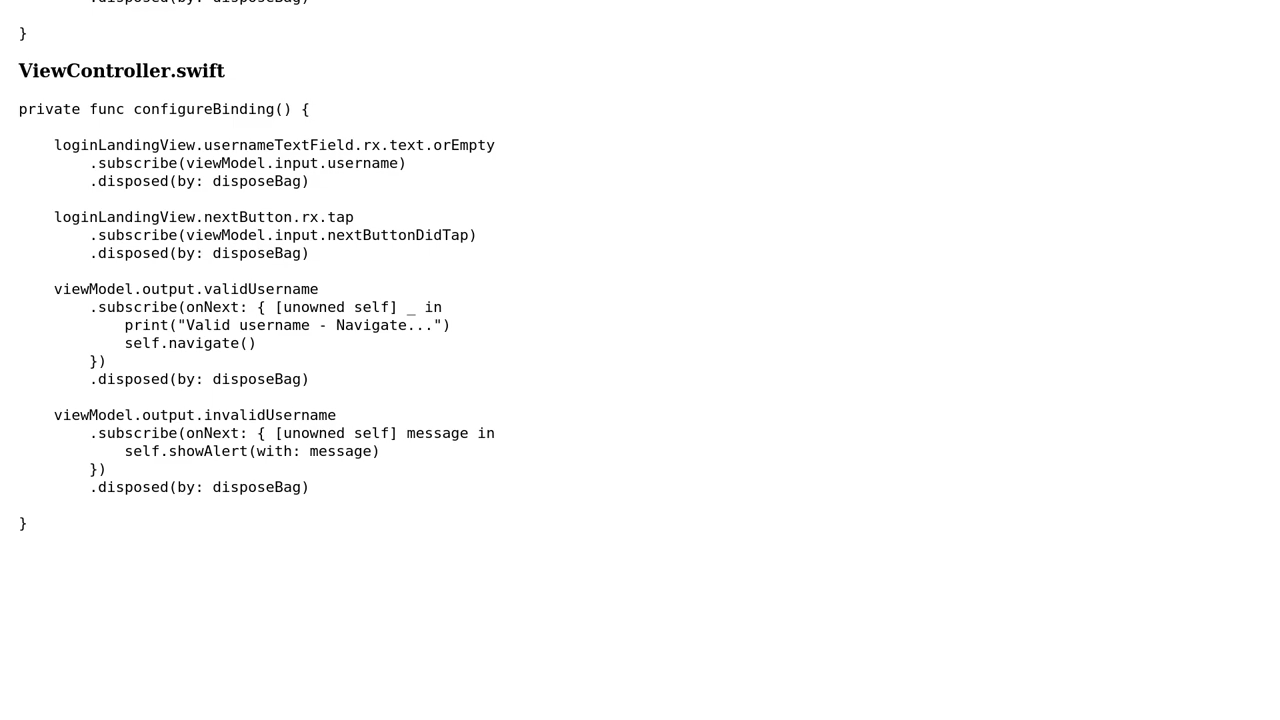 .disposed(by: disposeBag)
}
ViewController.swift
private func configureBinding() {
loginLandingView.usernameTextField.rx.text.orEmpty
.subscribe(viewModel.input.username)
.disposed(by: disposeBag)
loginLandingView.nextButton.rx.tap
.subscribe(viewModel.input.nextButtonDidTap)
.disposed(by: disposeBag)
viewModel.output.validUsername
.subscribe(onNext: { [unowned self] _ in
print("Valid username - Navigate...")
self.navigate()
})
.disposed(by: disposeBag)
viewModel.output.invalidUsername
.subscribe(onNext: { [unowned self] message in
self.showAlert(with: message)
})
.disposed(by: disposeBag)
}